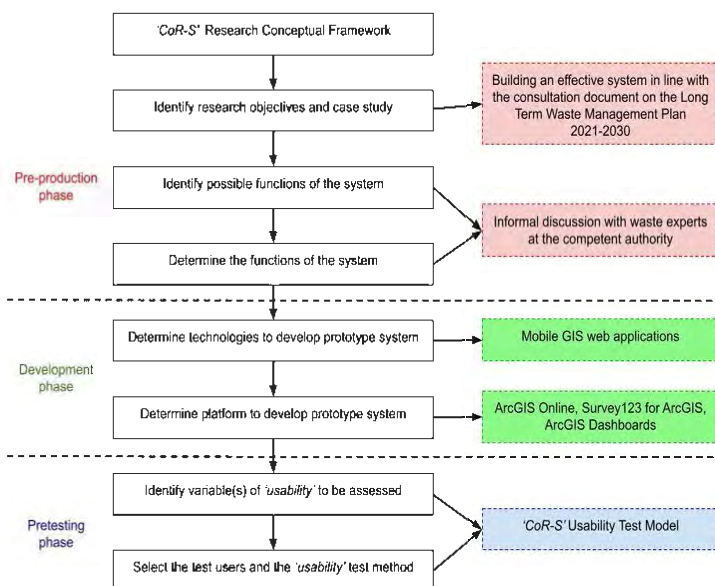 'CoR-S' Research Conceptual Framework
Building an effective system in line with
the consultation document on the Long
Term Waste Management Plan
2021-2030
Identify research objectives and case study
Pre-production
phase
Identify possible functions of the system
Informal discussion with waste experts
at the competent authority
Determine the functions of the system
Development
phase
Determine technologies to develop prototype system
Mobile GIS web applications
Determine platform to develop prototype system
ArcGIS Online, Survey123 for ArcGIS,
ArcGIS Dashboards
Pretesting
phase
Identify variable(s) of 'usability' to be assessed
'CoR-S' Usability Test Model
Select the test users and the 'usability' test method